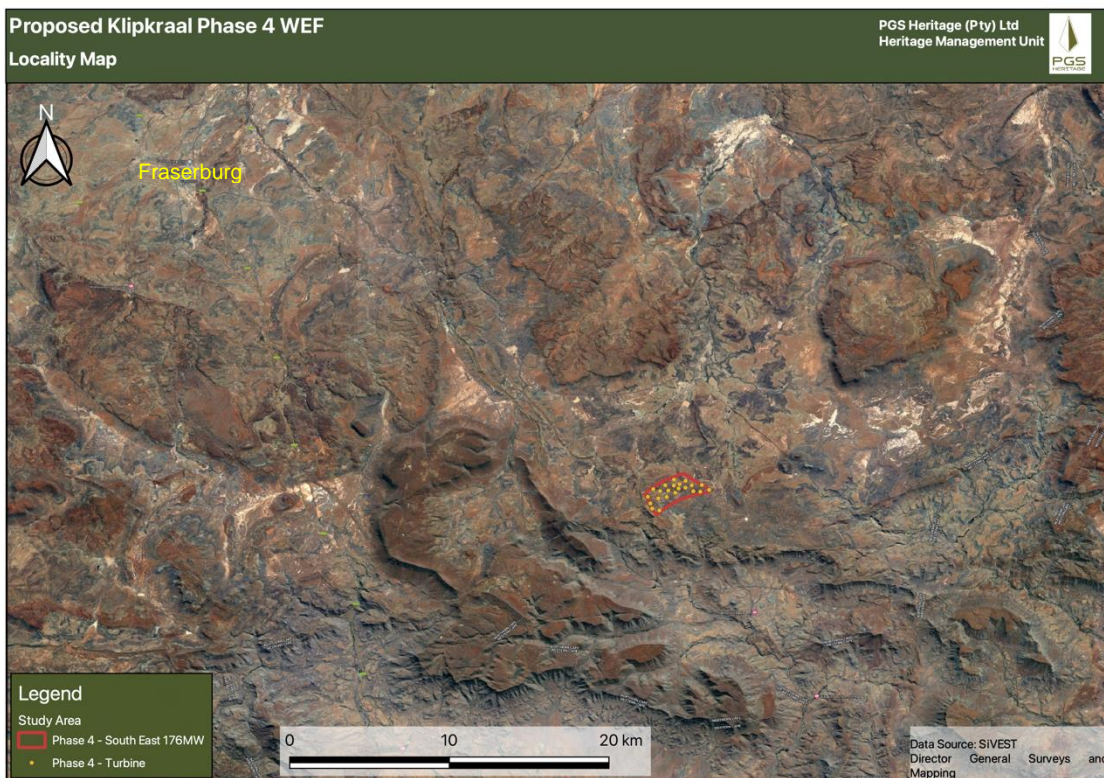 Proposed Klipkraal Phase 4 WEF
Locality Map
PGS Heritage (Pty) Ltd
Heritage Management Unit
PGS
HERITAGE
N
Fraserburg
Legend
Study Area
Phase 4 - South East 176MW
Phase 4 - Turbine
0 10 20 km
Data Source: SiVEST
Director General Surveys and
Mapping